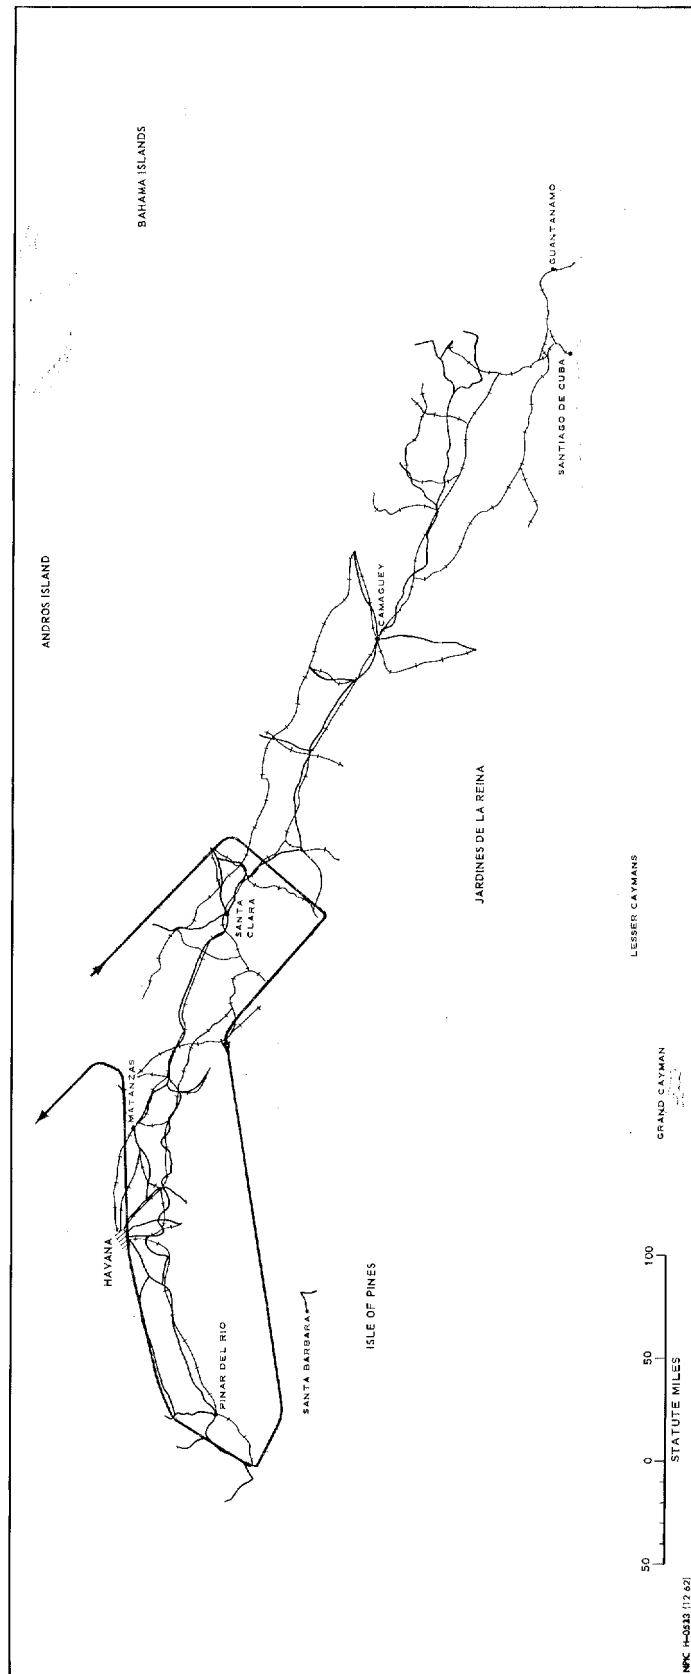 BAHAMA ISLANDS
ANDROS ISLAND
GUANTANAMO
SANTIAGO DE CUBA
CAMAGUEY
JARDINES DE LA REINA
SANTA
CLARA
LESSER CAYMANS
MATANZAS
GRAND CAYMAN
HAVANA
PINAR DEL RIO
SANTA BARBARA
ISLE OF PINES
50 0 50 100
STATUTE MILES
NPIC H-0533 (12 62)